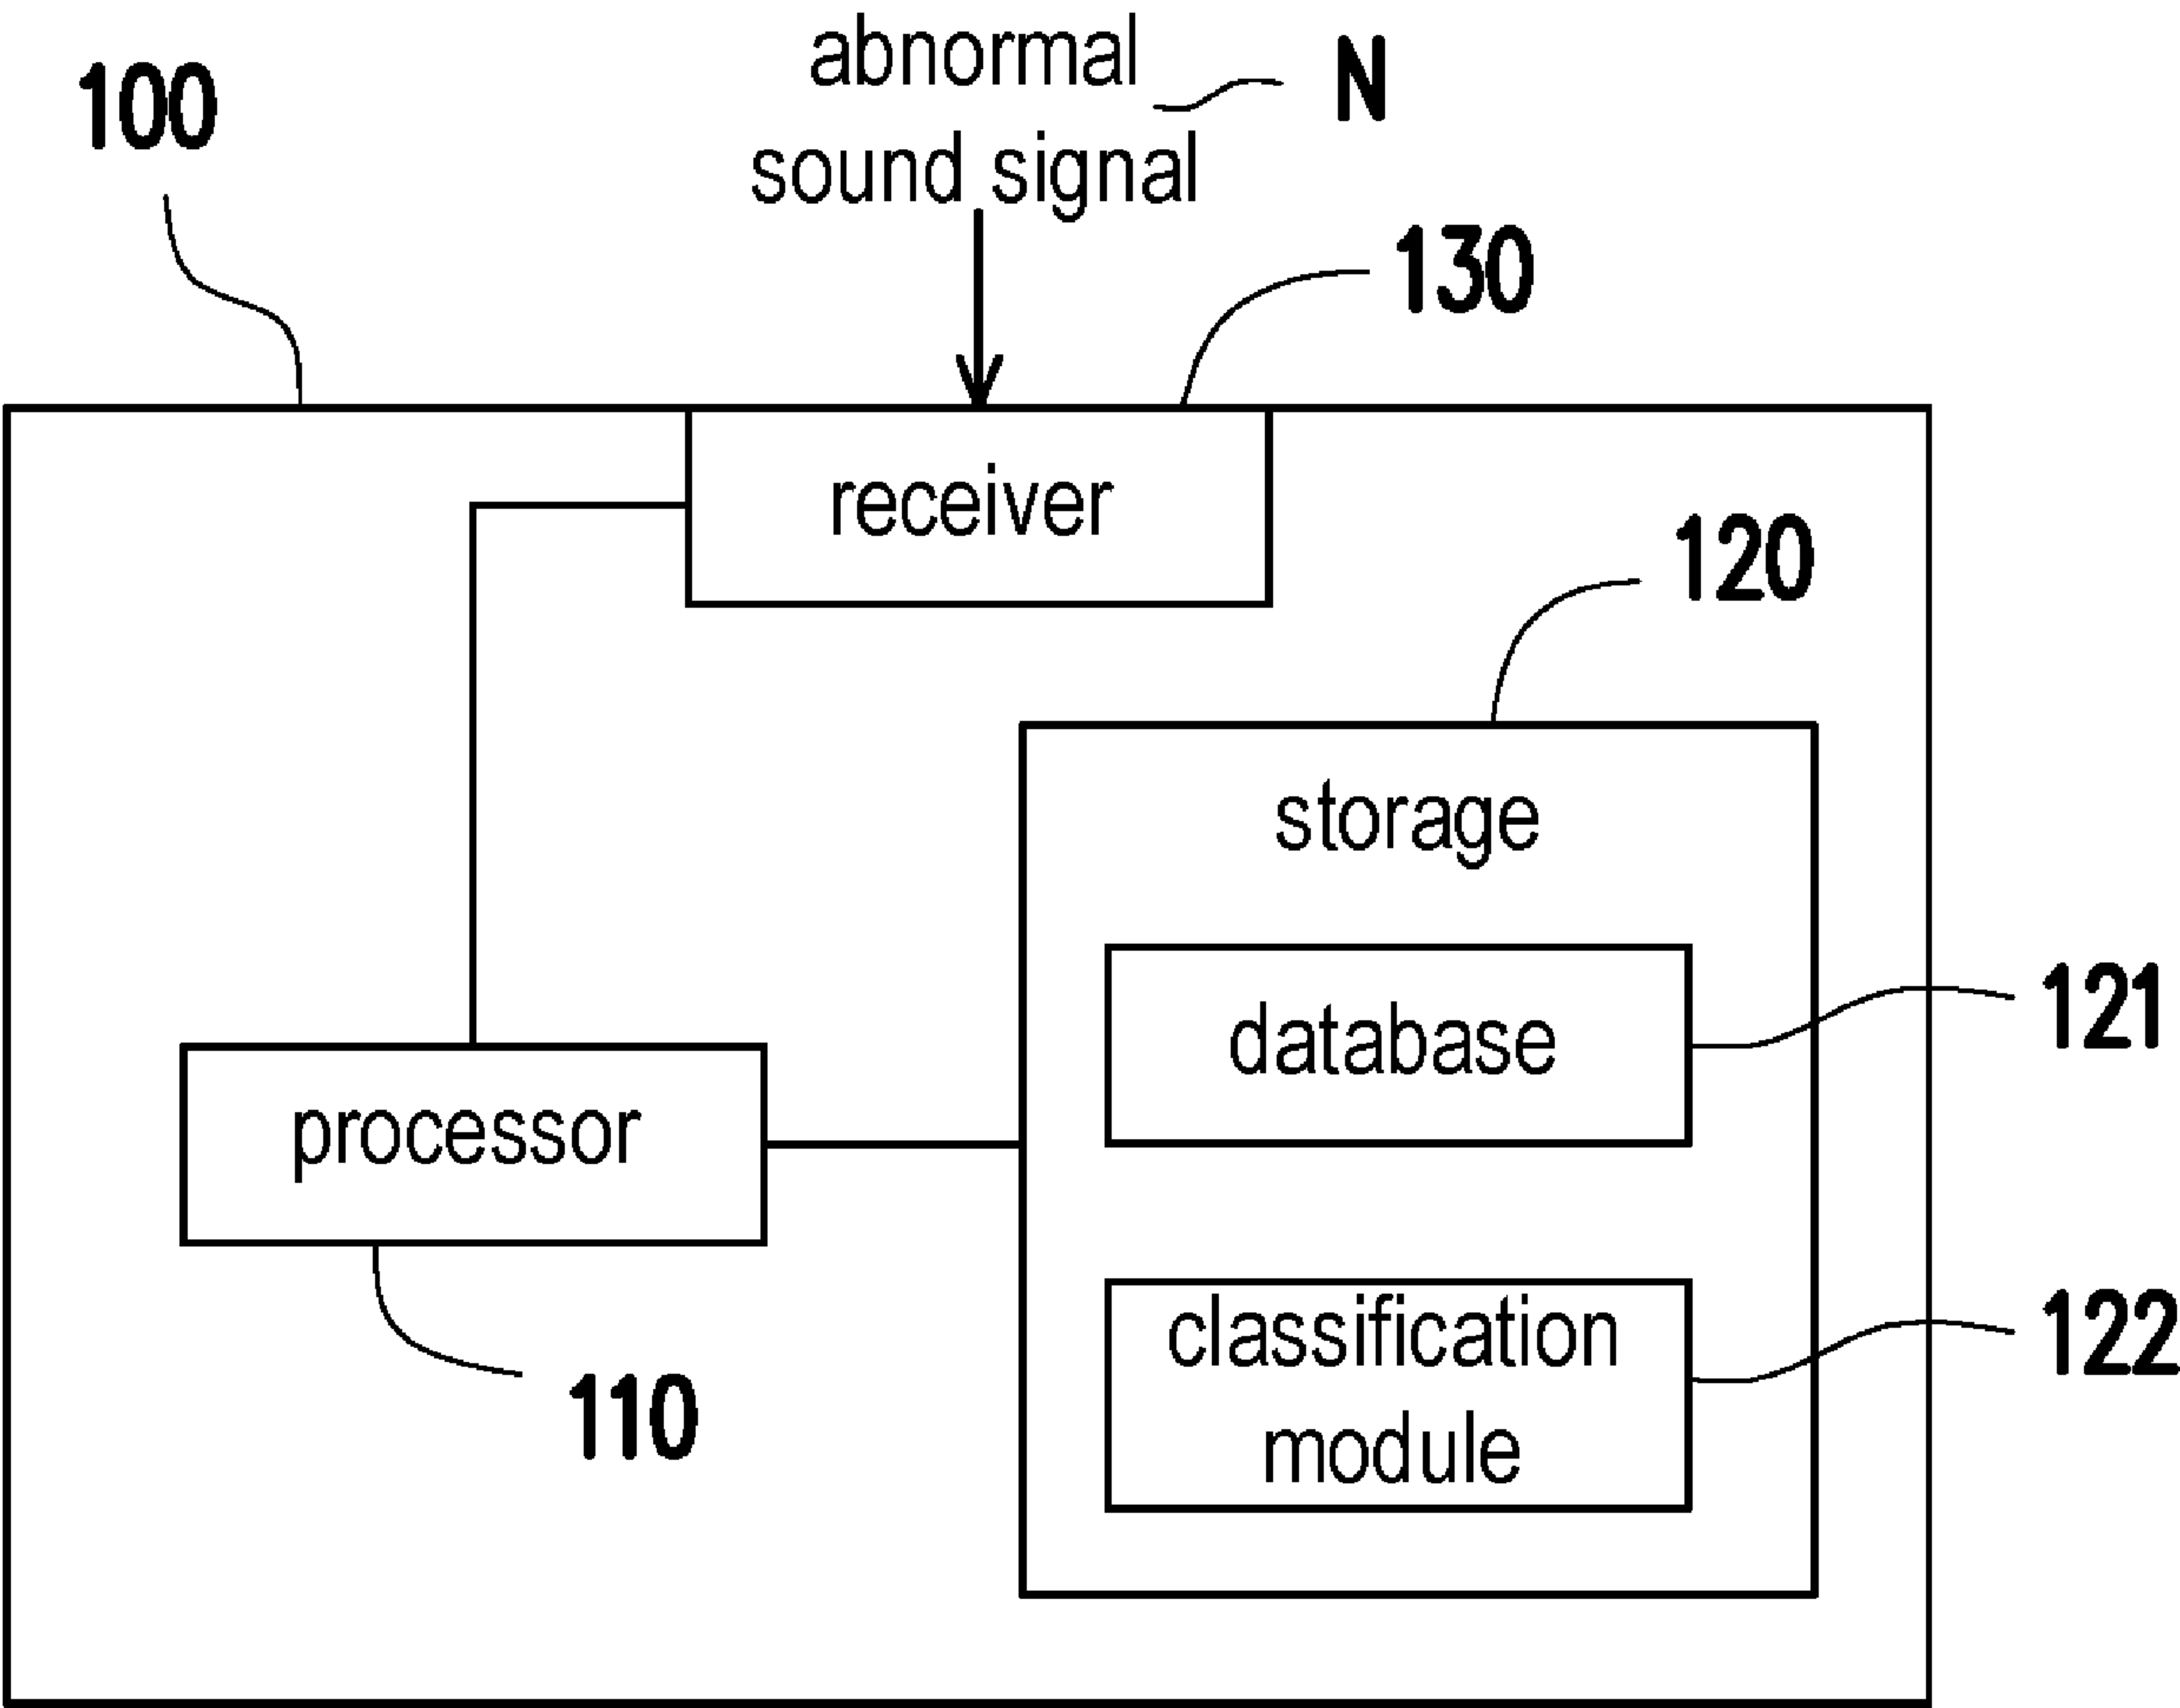 abnormal
N
100
sound signal
130
receiver
120
storage
database
121
processor
classification
122
module
110